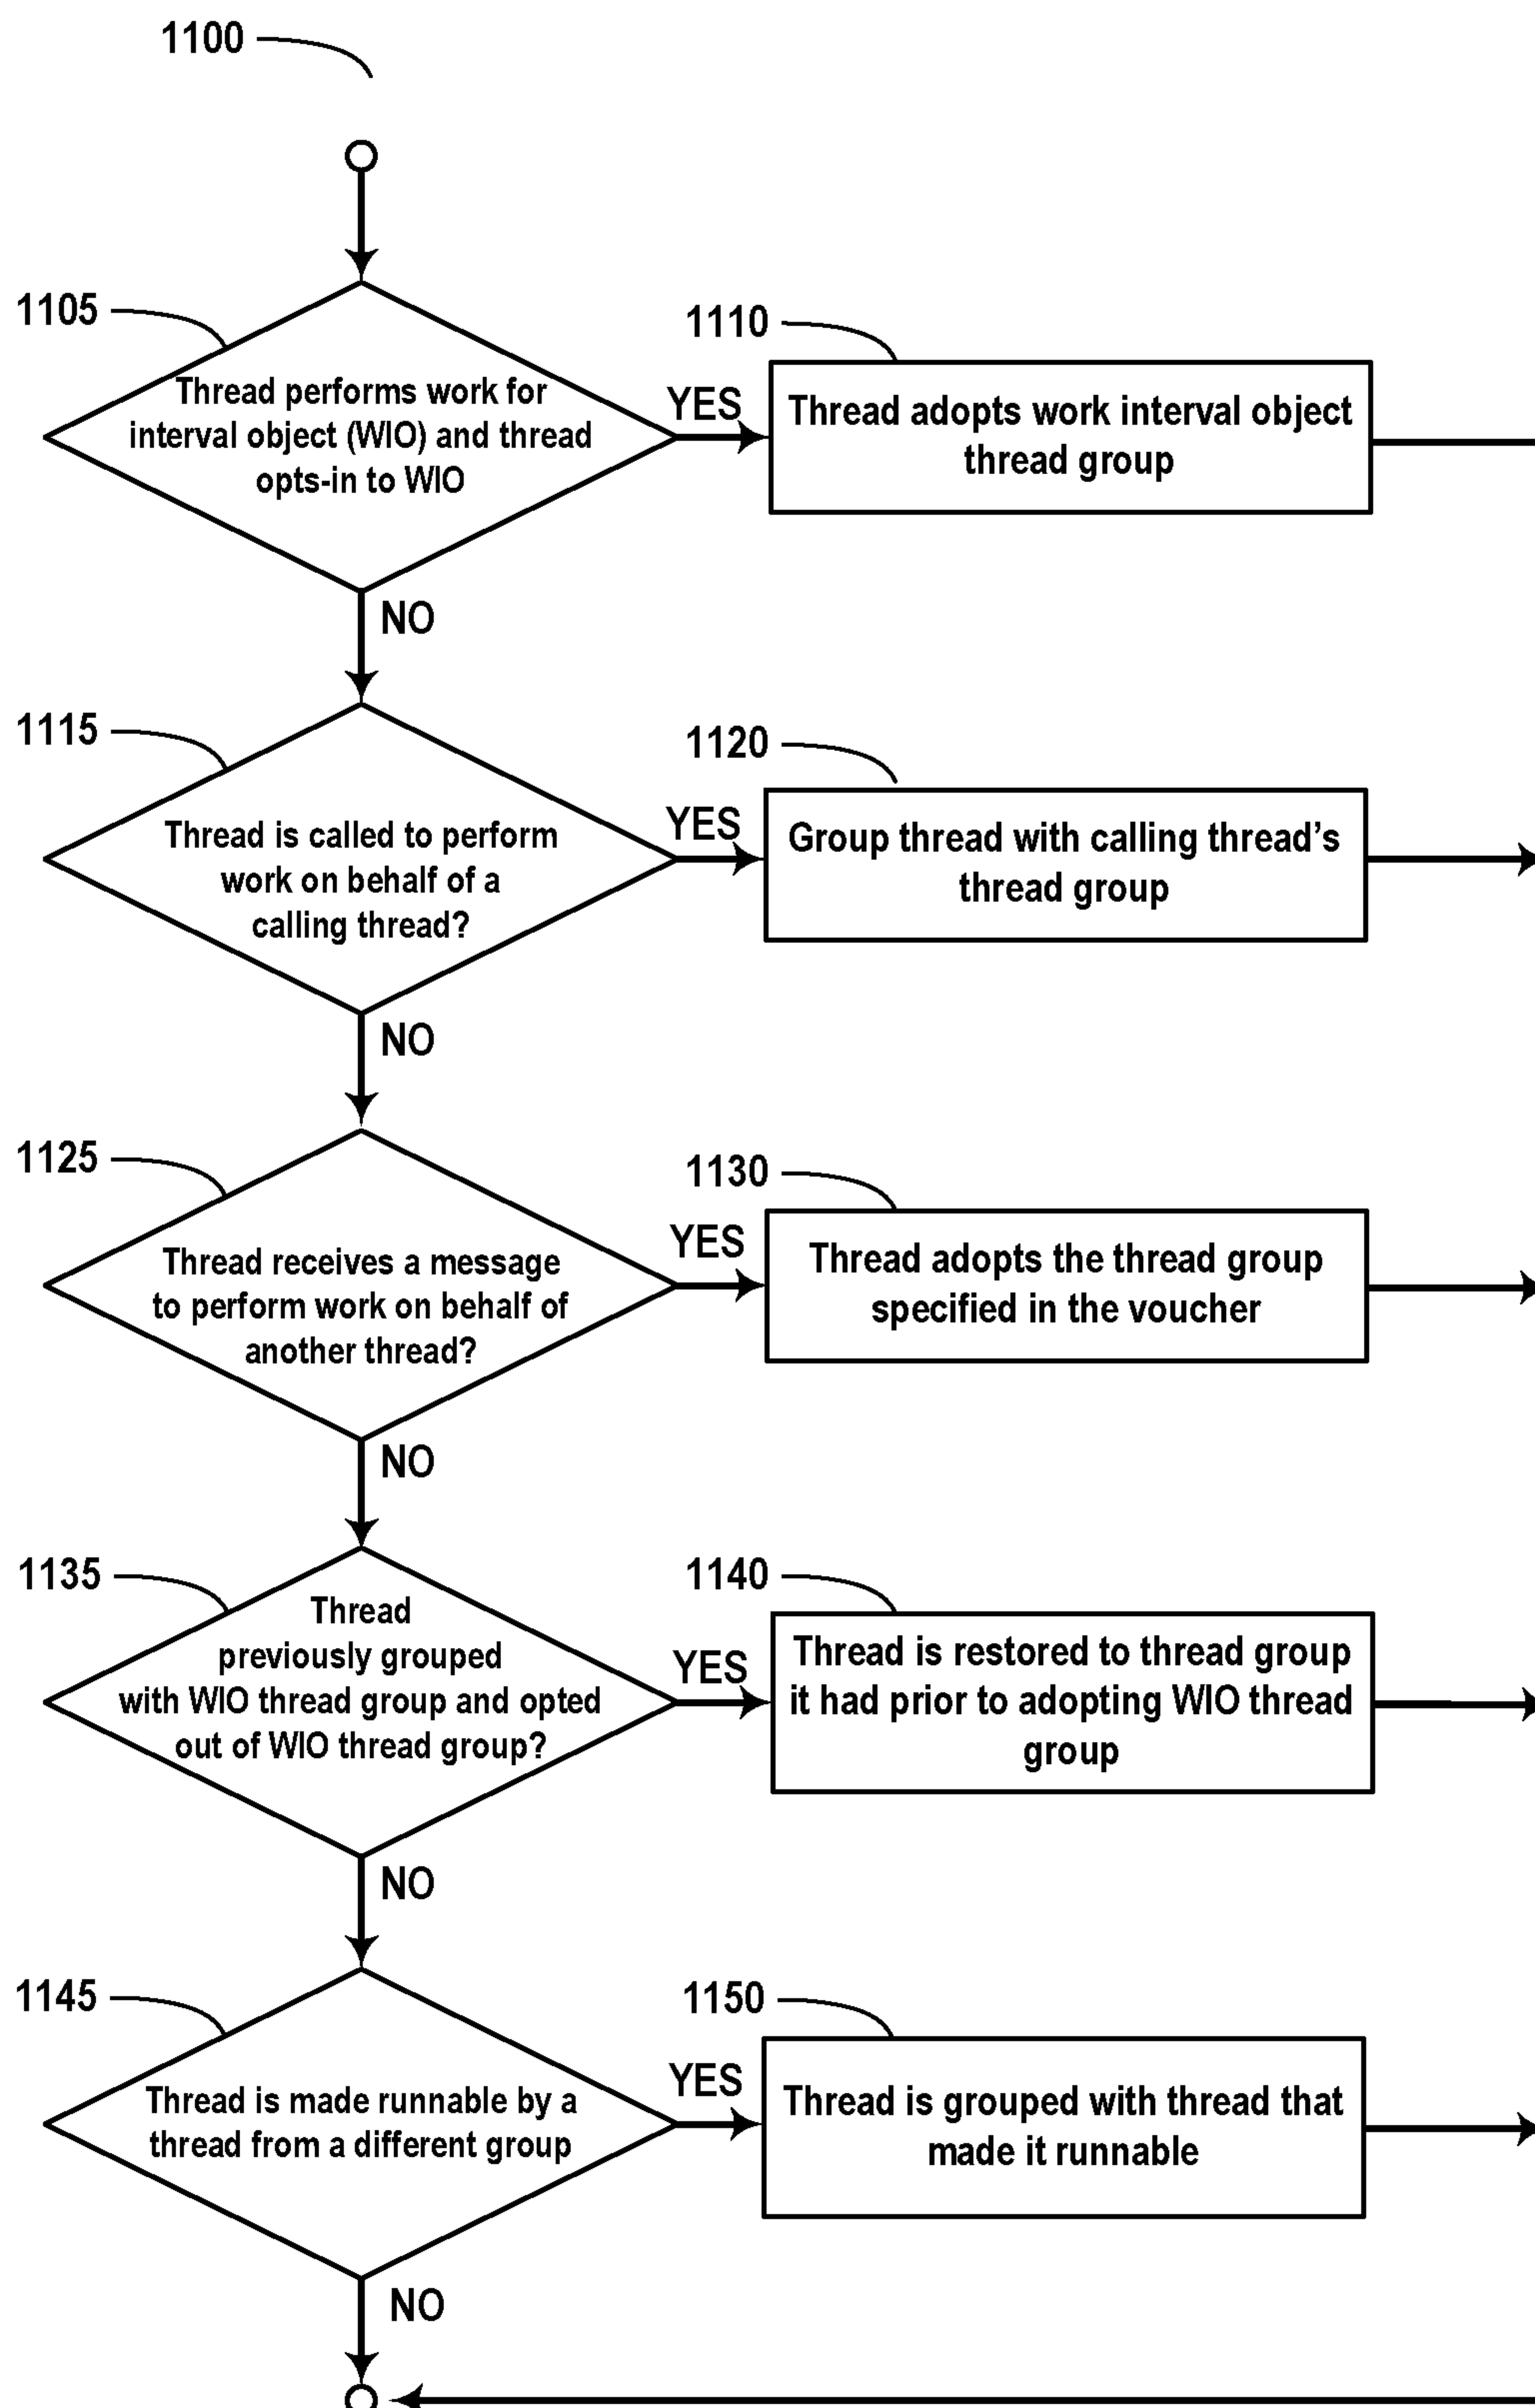 1100
1105
Thread performs work for
interval object (WIO) and thread
opts-in to WIO
YES
1110
Thread adopts work interval object
thread group
NO
1115
Thread is called to perform
work on behalf of a
calling thread?
YES
1120
Group thread with calling thread's
thread group
NO
1125
Thread receives a message
to perform work on behalf of
another thread?
YES
1130
Thread adopts the thread group
specified in the voucher
NO
1135
Thread
previously grouped
with WIO thread group and opted
out of WIO thread group?
YES
1140
Thread is restored to thread group
it had prior to adopting WIO thread
group
NO
1145
Thread is made runnable by a
thread from a different group
YES
1150
Thread is grouped with thread that
made it runnable
NO